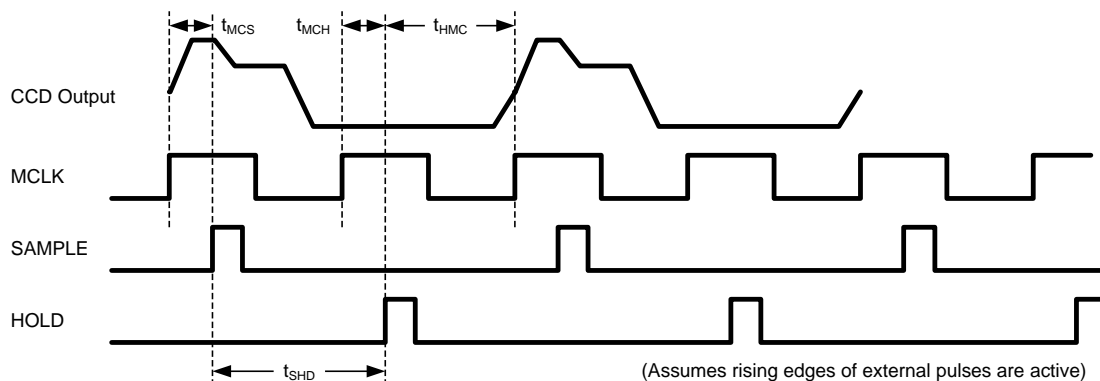 tMCS
tMCH
tHMC
CCD Output
MCLK
SAMPLE
HOLD
tSHD
(Assumes rising edges of external pulses are active)